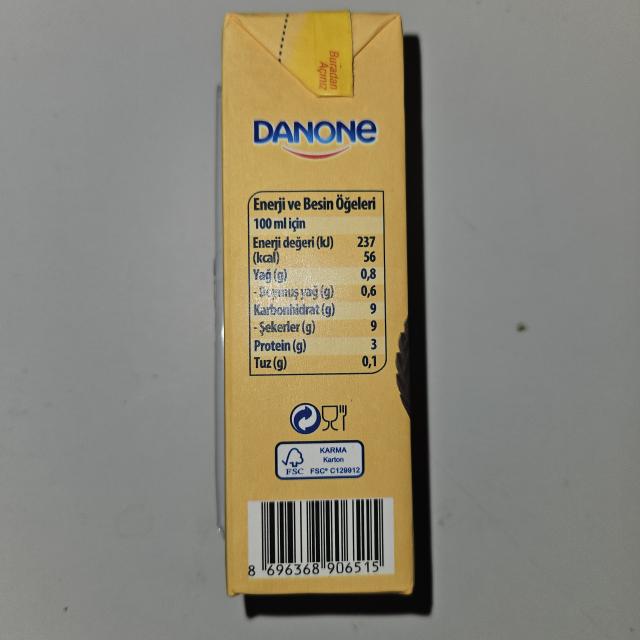 Buradan
Açınız
DANONE
Enerji ve Besin Öğeleri
100 ml için
Enerji değeri (kJ) 237
(kcal) 56
Yağ (g) 0,8
- Doymuş yağ (g) 0,6
Karbonhidrat (g) 9
- Şekerler (g) 9
Protein (g) 3
Tuz (g) 0,1
FSC
KARMA
Karton
FSC® C129912
8 696368 906515